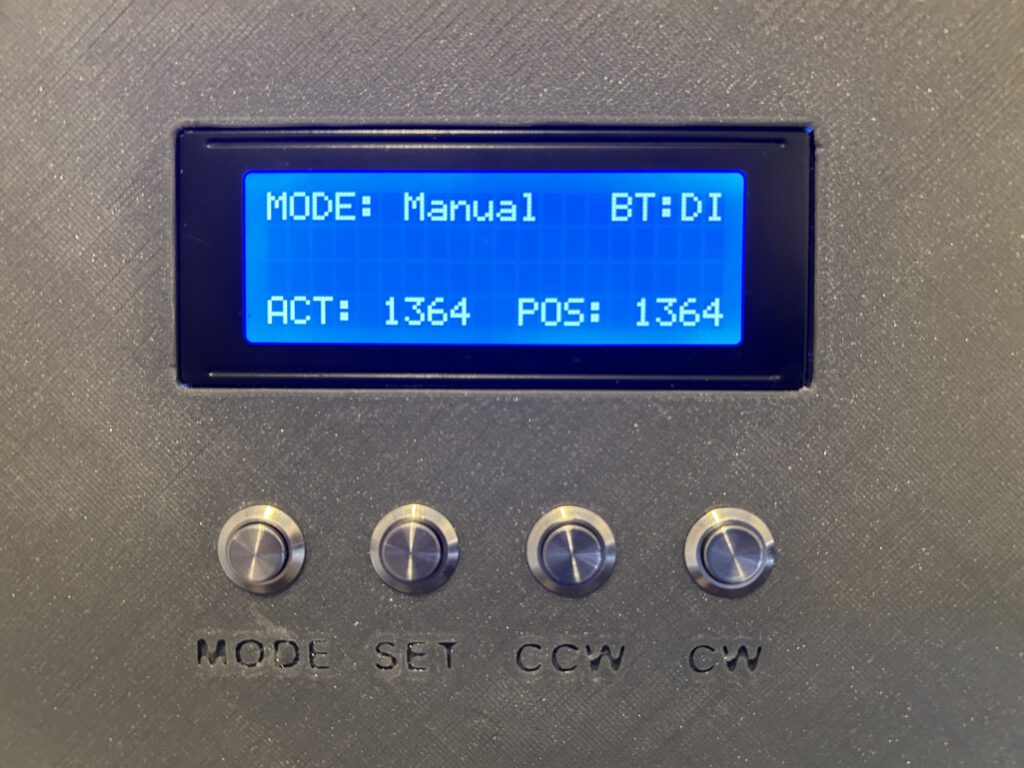 MODE: Manual BT:DI
ACT: 1364 POS: 1364
MODE SET CCW CW